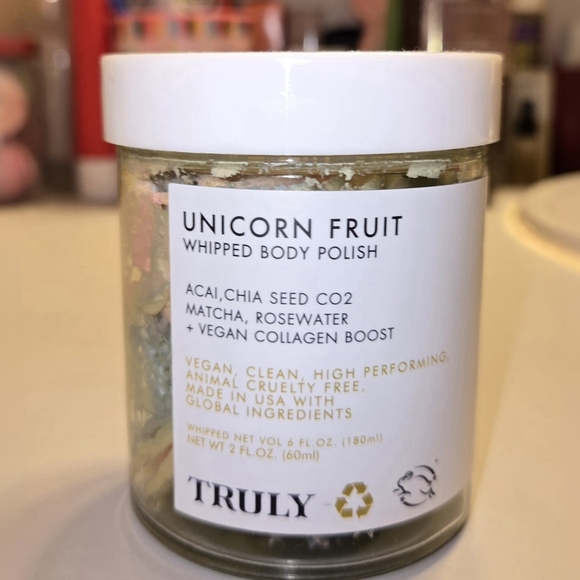 UNICORN FRUIT
WHIPPED BODY POLISH
ACAI,CHIA SEED CO2
MATCHA, ROSEWATER
+ VEGAN COLLAGEN BOOST
VEGAN, CLEAN, HIGH PERFORMING,
ANIMAL CRUELTY FREE,
MADE IN USA WITH
GLOBAL INGREDIENTS
WHIPPED NET VOL 6 FL.OZ. (180ml)
NET WT 2 FL.OZ. (60ml)
TRULY